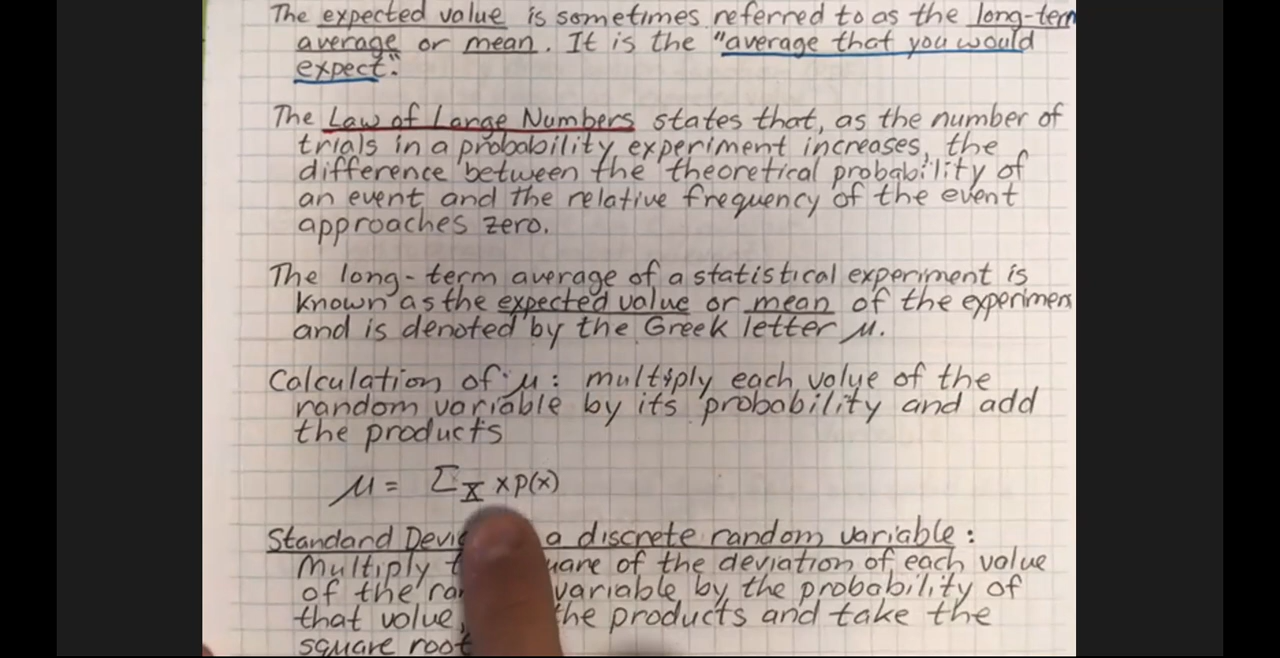 The expected value is sometimes referred to as the long-term
average or mean. It is the "average that you would
expect".
The Law of Large Numbers states that, as the number of
trials in a probability experiment increases, the
difference between the theoretical probability of
an event and the relative frequency of the event
approaches zero.
The long-term average of a statistical experiment is
known as the expected value or mean of the experimen
and is denoted by the Greek letter μ.
Calculation of μ: multiply each value of the
random variable by its probability and add
the products
μ = Σ_X xP(x)
Standard Devi a discrete random variable:
Multiply of the deviation of each value
of the variable by the probability of
that value, the products and take the
square root